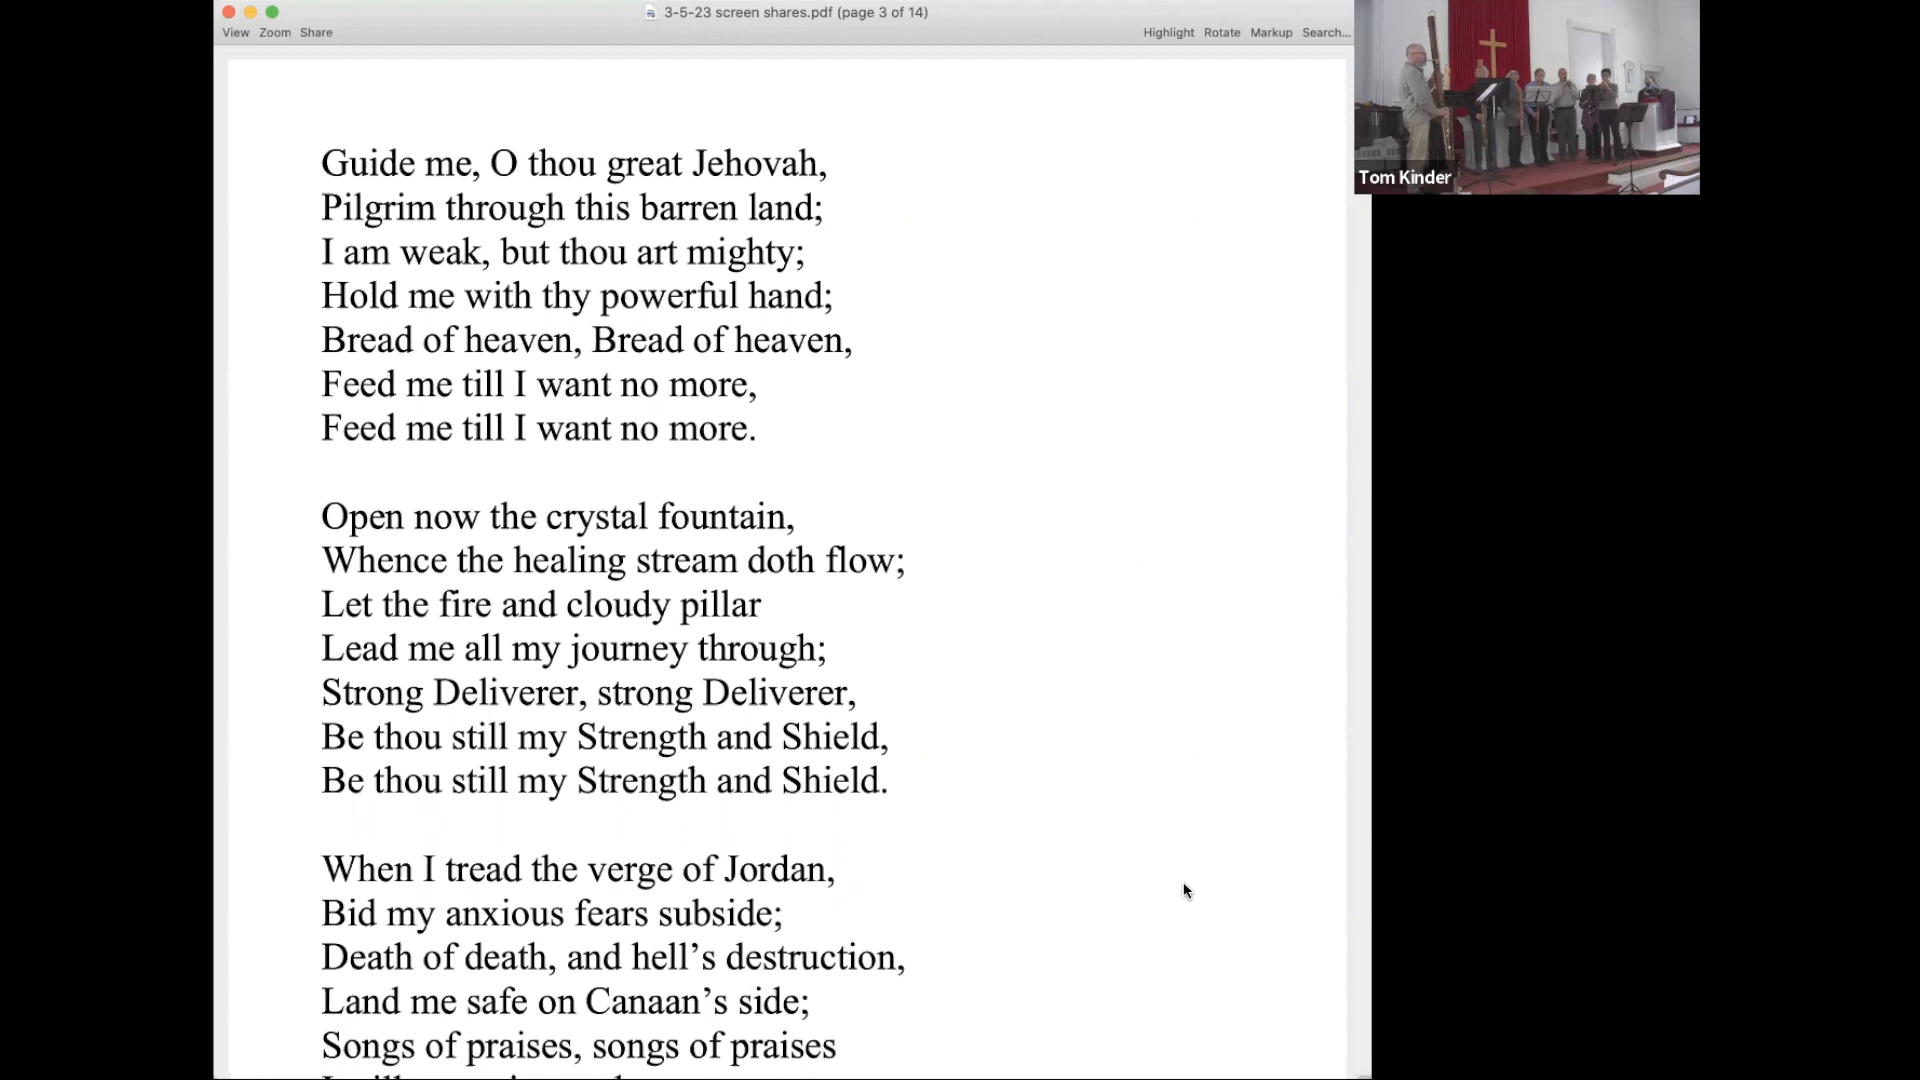 3-5-23 screen shares.pdf (page 3 of 14)
View Zoom Share
Highlight Rotate Markup Search...
Tom Kinder
Guide me, O thou great Jehovah,
Pilgrim through this barren land;
I am weak, but thou art mighty;
Hold me with thy powerful hand;
Bread of heaven, Bread of heaven,
Feed me till I want no more,
Feed me till I want no more.
Open now the crystal fountain,
Whence the healing stream doth flow;
Let the fire and cloudy pillar
Lead me all my journey through;
Strong Deliverer, strong Deliverer,
Be thou still my Strength and Shield,
Be thou still my Strength and Shield.
When I tread the verge of Jordan,
Bid my anxious fears subside;
Death of death, and hell’s destruction,
Land me safe on Canaan’s side;
Songs of praises, songs of praises